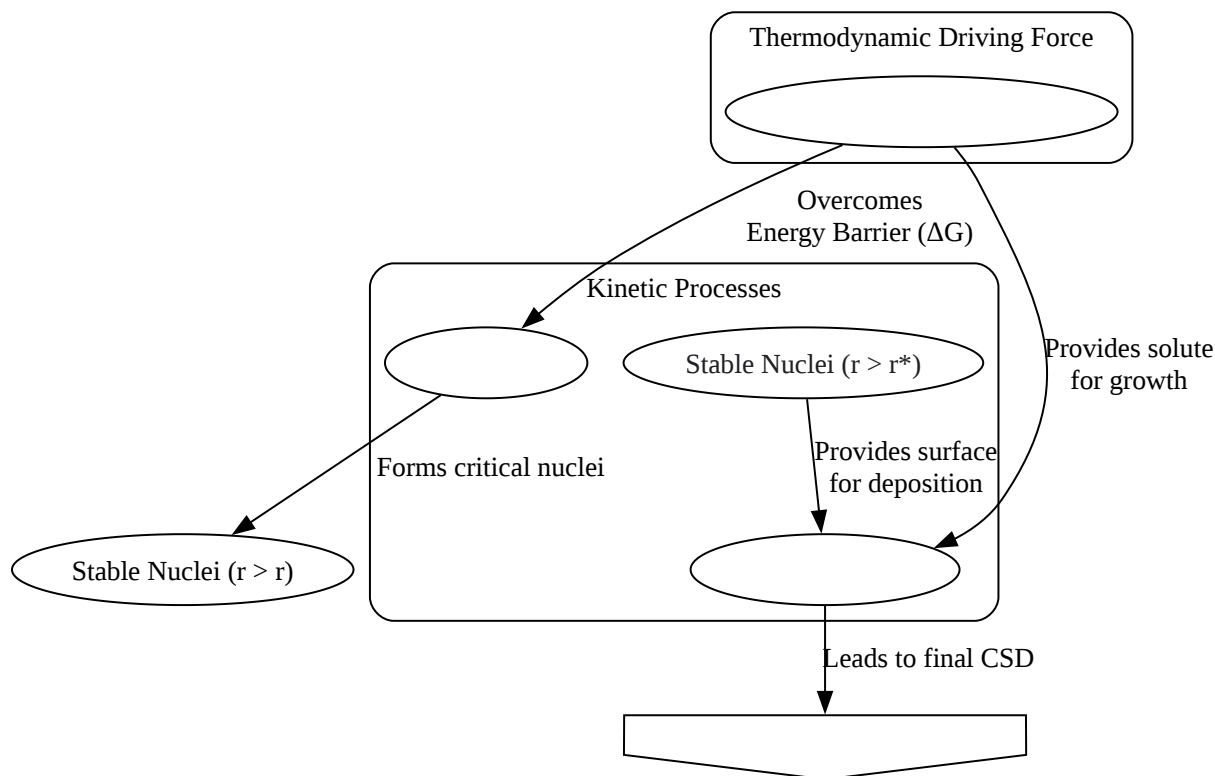 Thermodynamic Driving Force
Overcomes
Energy Barrier (ΔG)
Kinetic Processes
Stable Nuclei (r > r*)
Provides solute
for growth
Forms critical nuclei
Provides surface
for deposition
Stable Nuclei (r > r)
Leads to final CSD